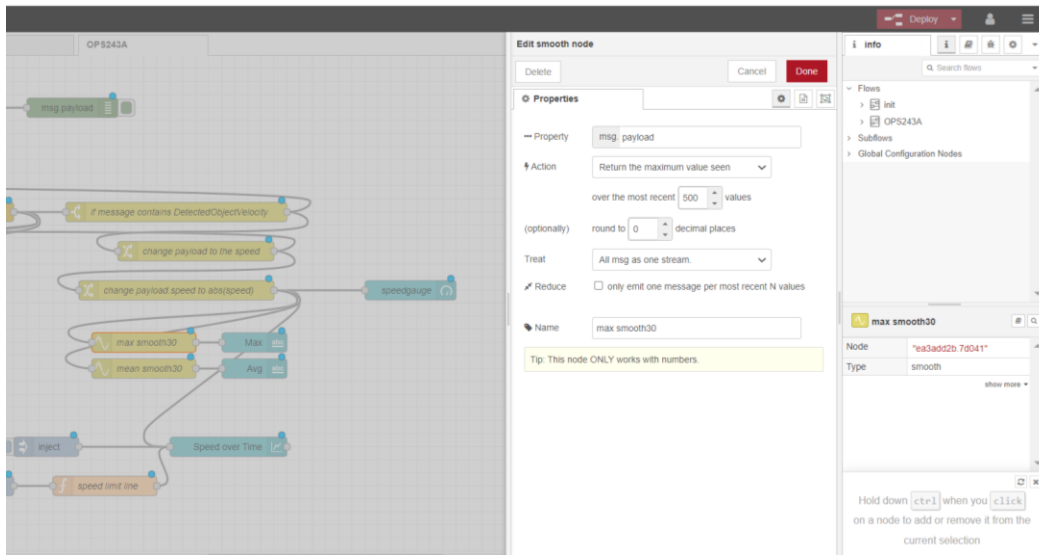 Deploy
OPS243A
msg.payload
if message contains DetectedObjectVelocity
change payload to the speed
change payload.speed to abs(speed)
speedgauge
max smooth30
Max
abc
mean smooth30
Avg
abc
inject
Speed over Time
f
speed limit line
Edit smooth node
Delete
Cancel
Done
Properties
Property
msg. payload
Action
Return the maximum value seen
over the most recent 500 values
(optionally)
round to 0 decimal places
Treat
All msg as one stream.
Reduce
only emit one message per most recent N values
Name
max smooth30
Tip: This node ONLY works with numbers.
i info
i
Search flows
Flows
init
OPS243A
Subflows
Global Configuration Nodes
max smooth30
Node "ea3add2b.7d041"
Type smooth
show more
Hold down ctrl when you click
on a node to add or remove it from the
current selection